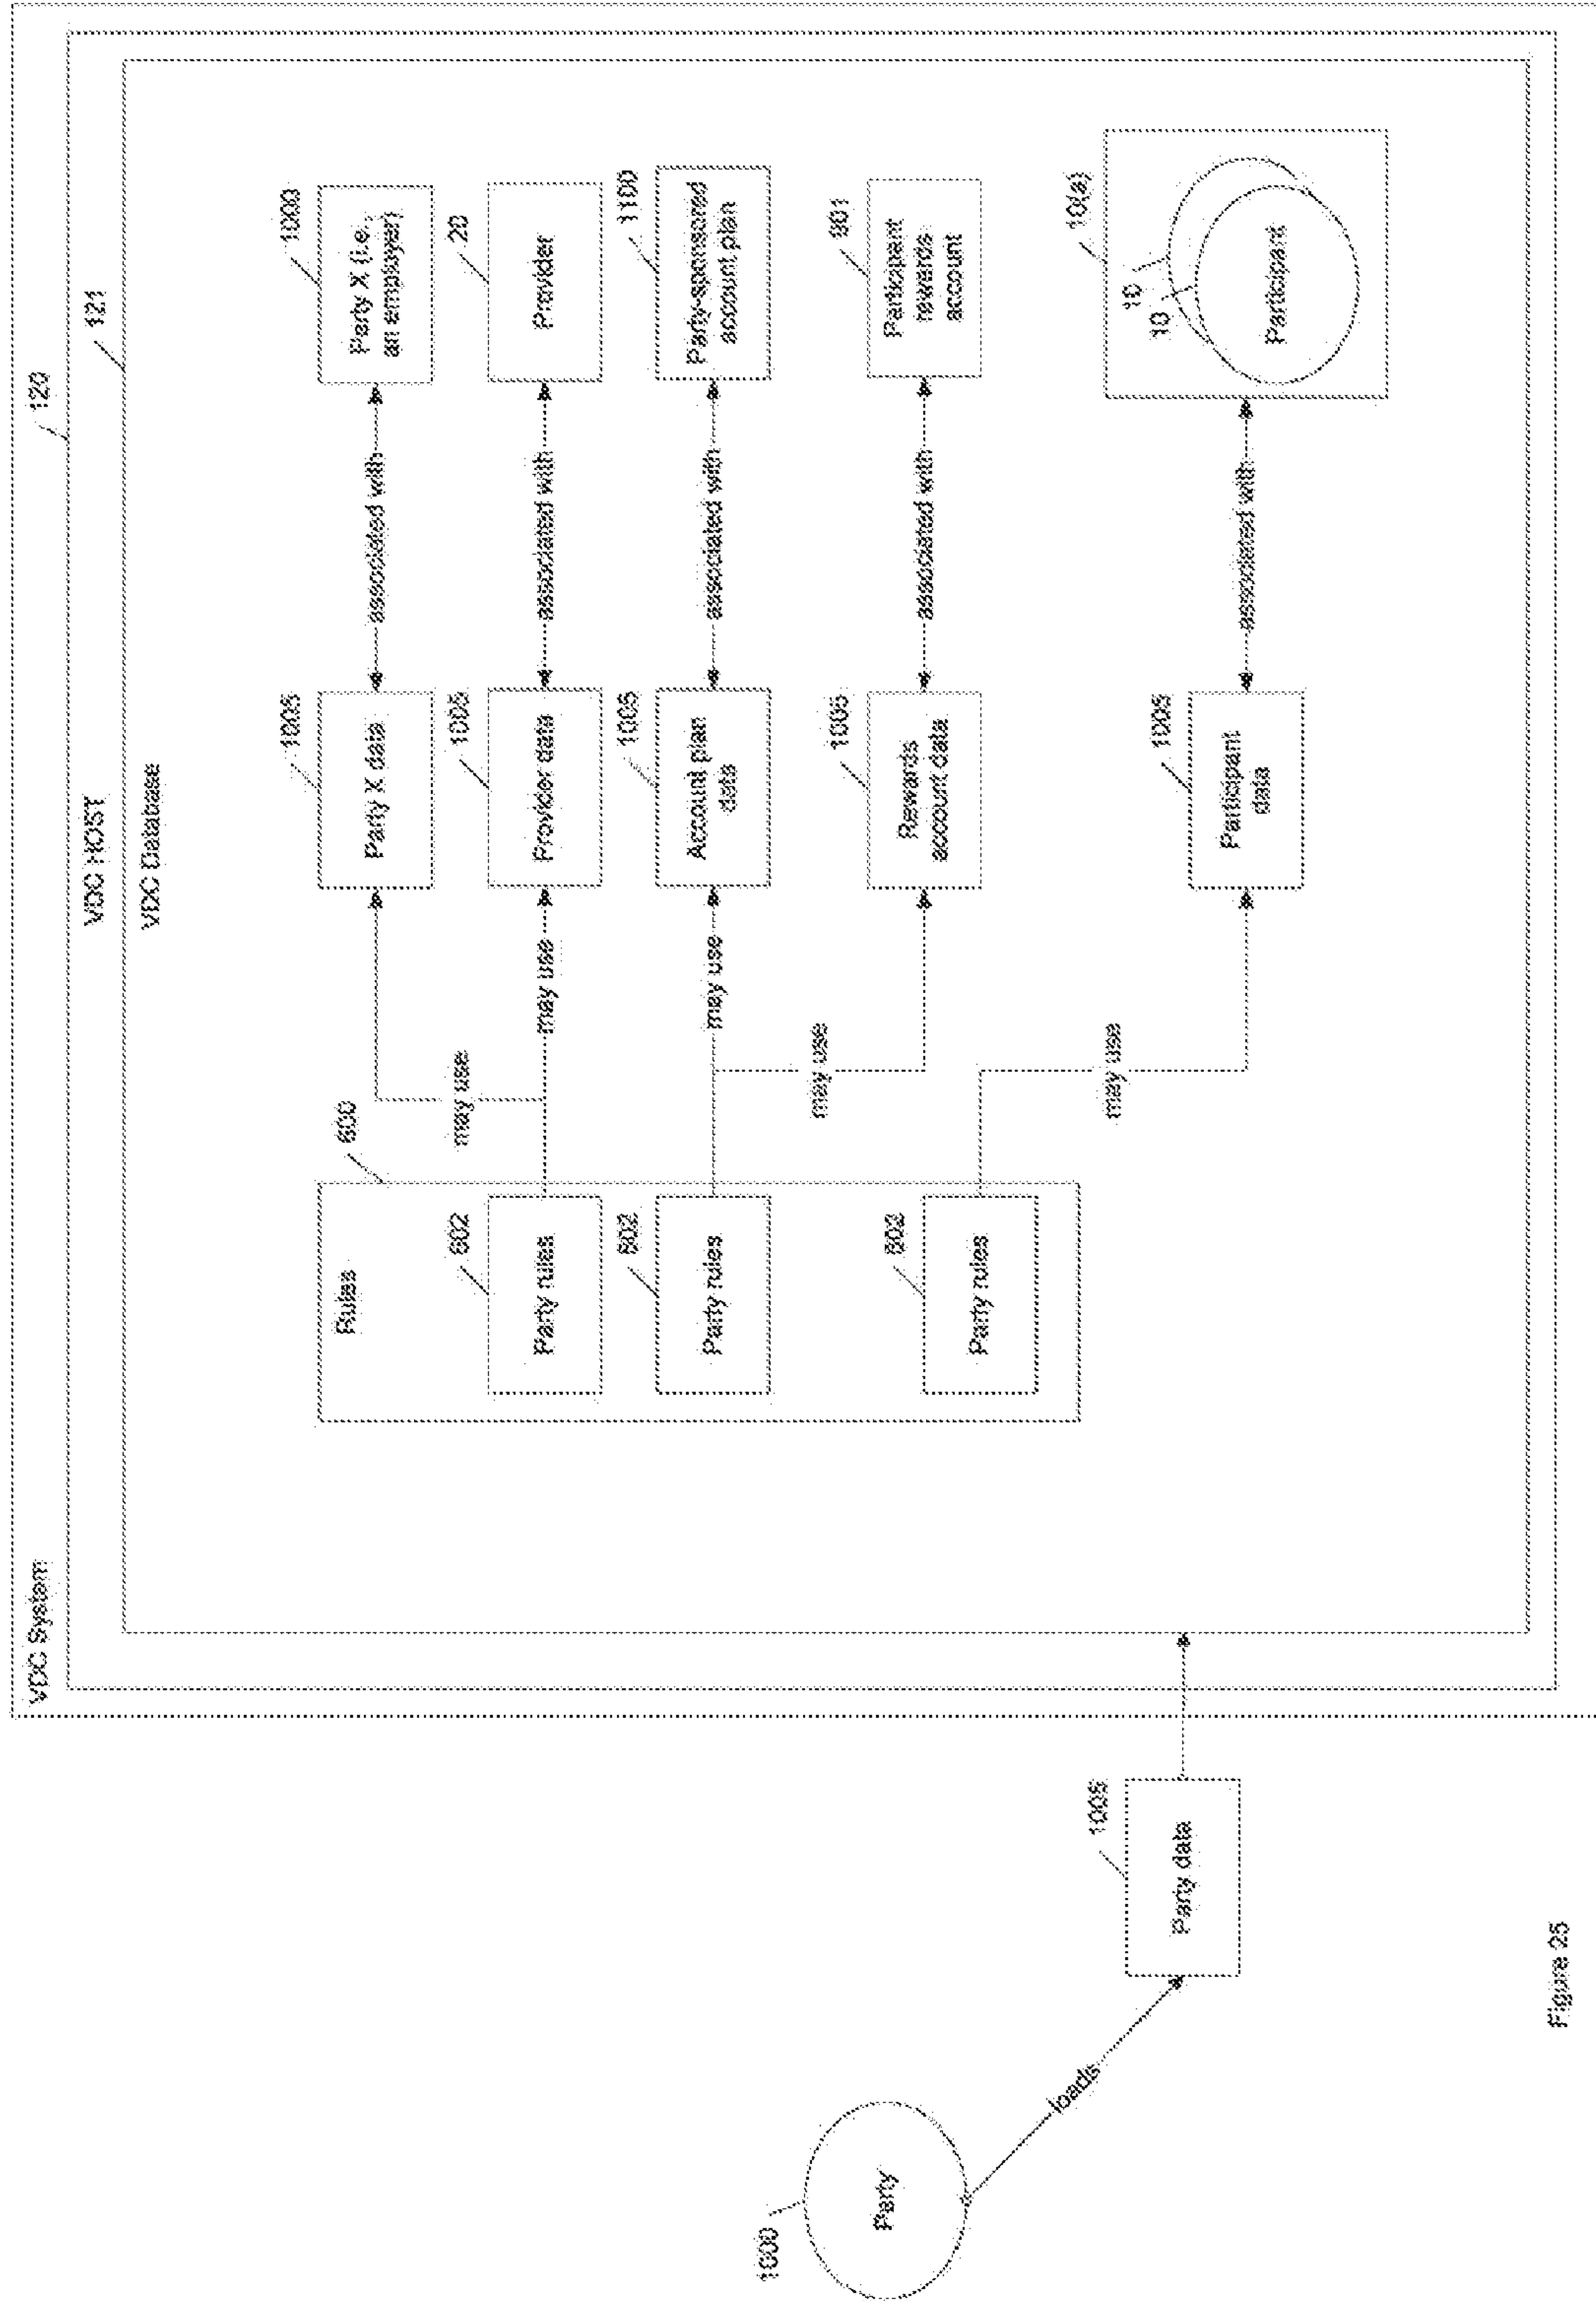 VDC System
120
VDC HOST
121
VDC Database
Rules
600
1005
Party X data
associated with
1000
Party X (i.e.
an employer)
may use
602
Party rules
may use
1005
Provider data
associated with
20
Provider
602
Party rules
may use
1005
Account plan
data
associated with
1100
Party-sponsored
account plan
may use
1005
Rewards
account data
associated with
901
Participant
rewards
account
602
Party rules
may use
1005
Participant
data
associated with
10(a)
10
10
Participant
1000
Party
loads
1005
Party data
Figure 25